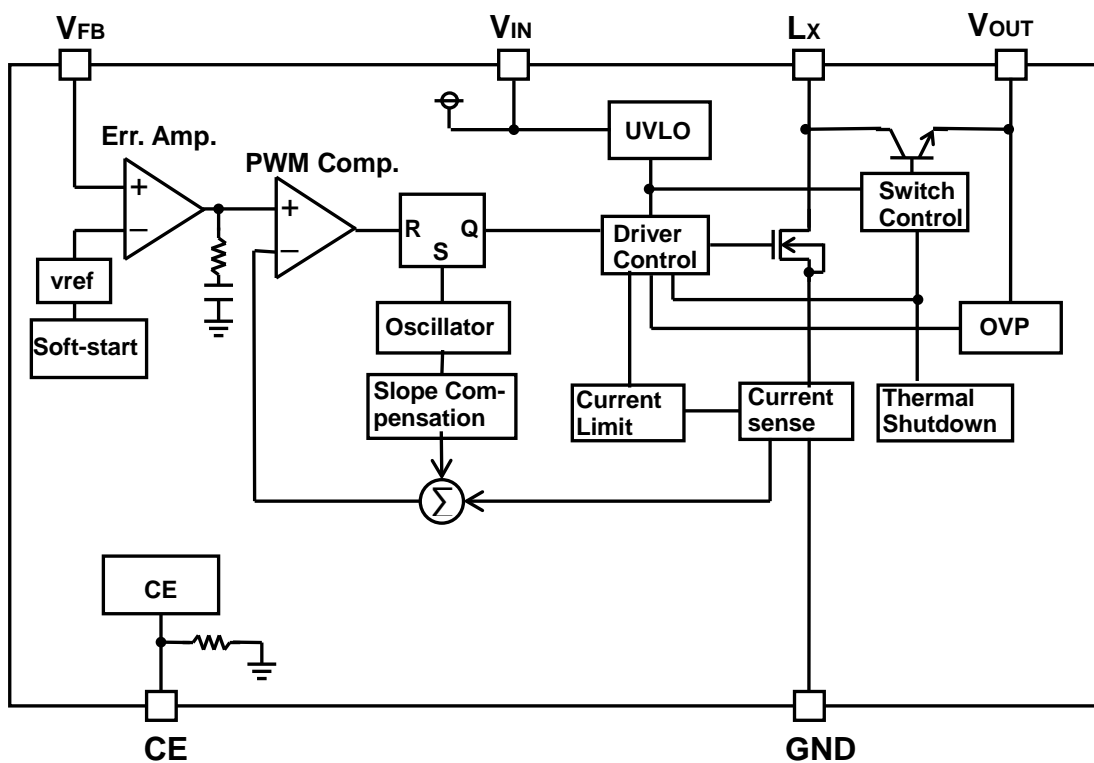 VFB
VIN
LX
VOUT
UVLO
Err. Amp.
PWM Comp.
Switch
Control
+
+
−
−
R
Q
S
Driver
Control
vref
Oscillator
OVP
Soft-start
Slope Com-
pensation
Current
Limit
Current
sense
Thermal
Shutdown
Σ
CE
CE
GND